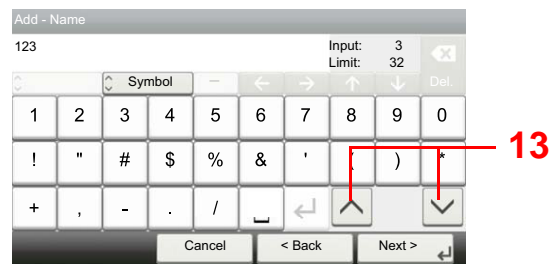 Add - Name
123 Input: 3
Limit: 32
Symbol - ← → ↑ ↓ Del.
1 2 3 4 5 6 7 8 9 0
! " # $ % & ' ( ) *
+ , - . /
Cancel < Back Next >
13